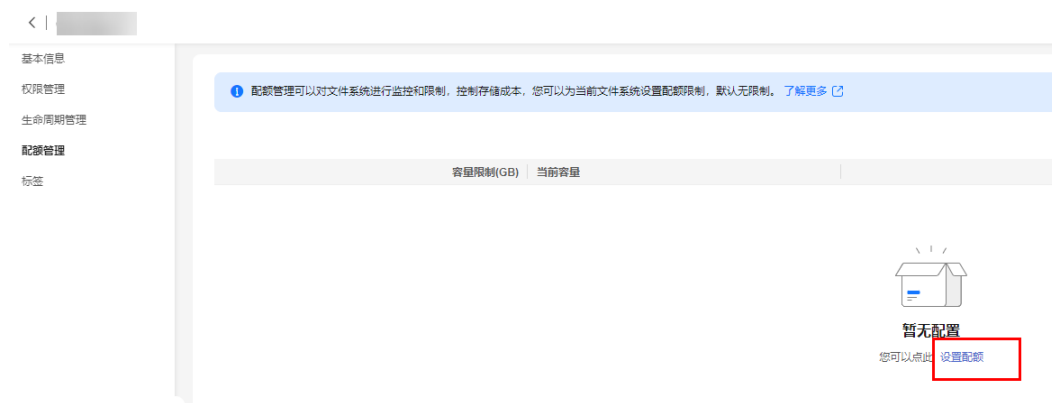 基本信息
权限管理
生命周期管理
配额管理
标签
配额管理可以对文件系统进行监控和限制，控制存储成本，您可以为当前文件系统设置配额限制，默认无限制。 了解更多
容量限制(GB) 当前容量
暂无配置
您可以点此 设置配额